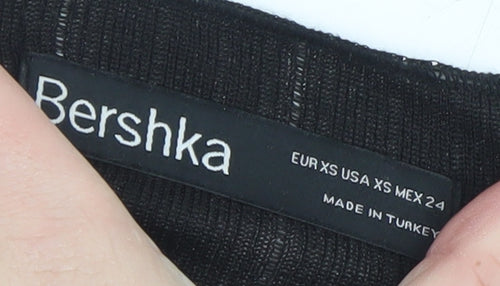 Bershka
EUR XS USA XS MEX 24
MADE IN TURKEY